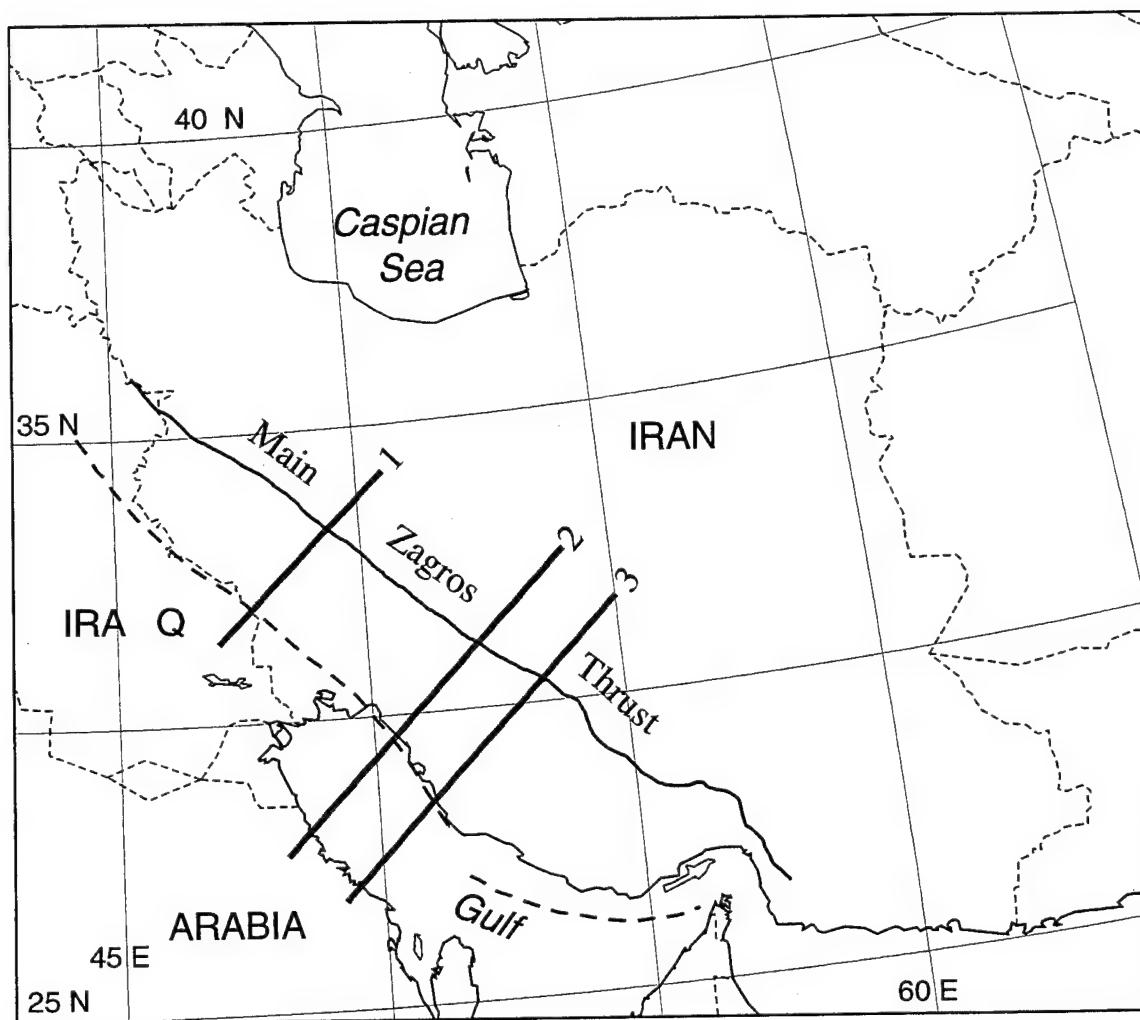 40 N
Caspian
Sea
35 N
Main
1
IRAN
Zagros
2
IRA Q
3
Thrust
Gulf
ARABIA
45 E
60 E
25 N